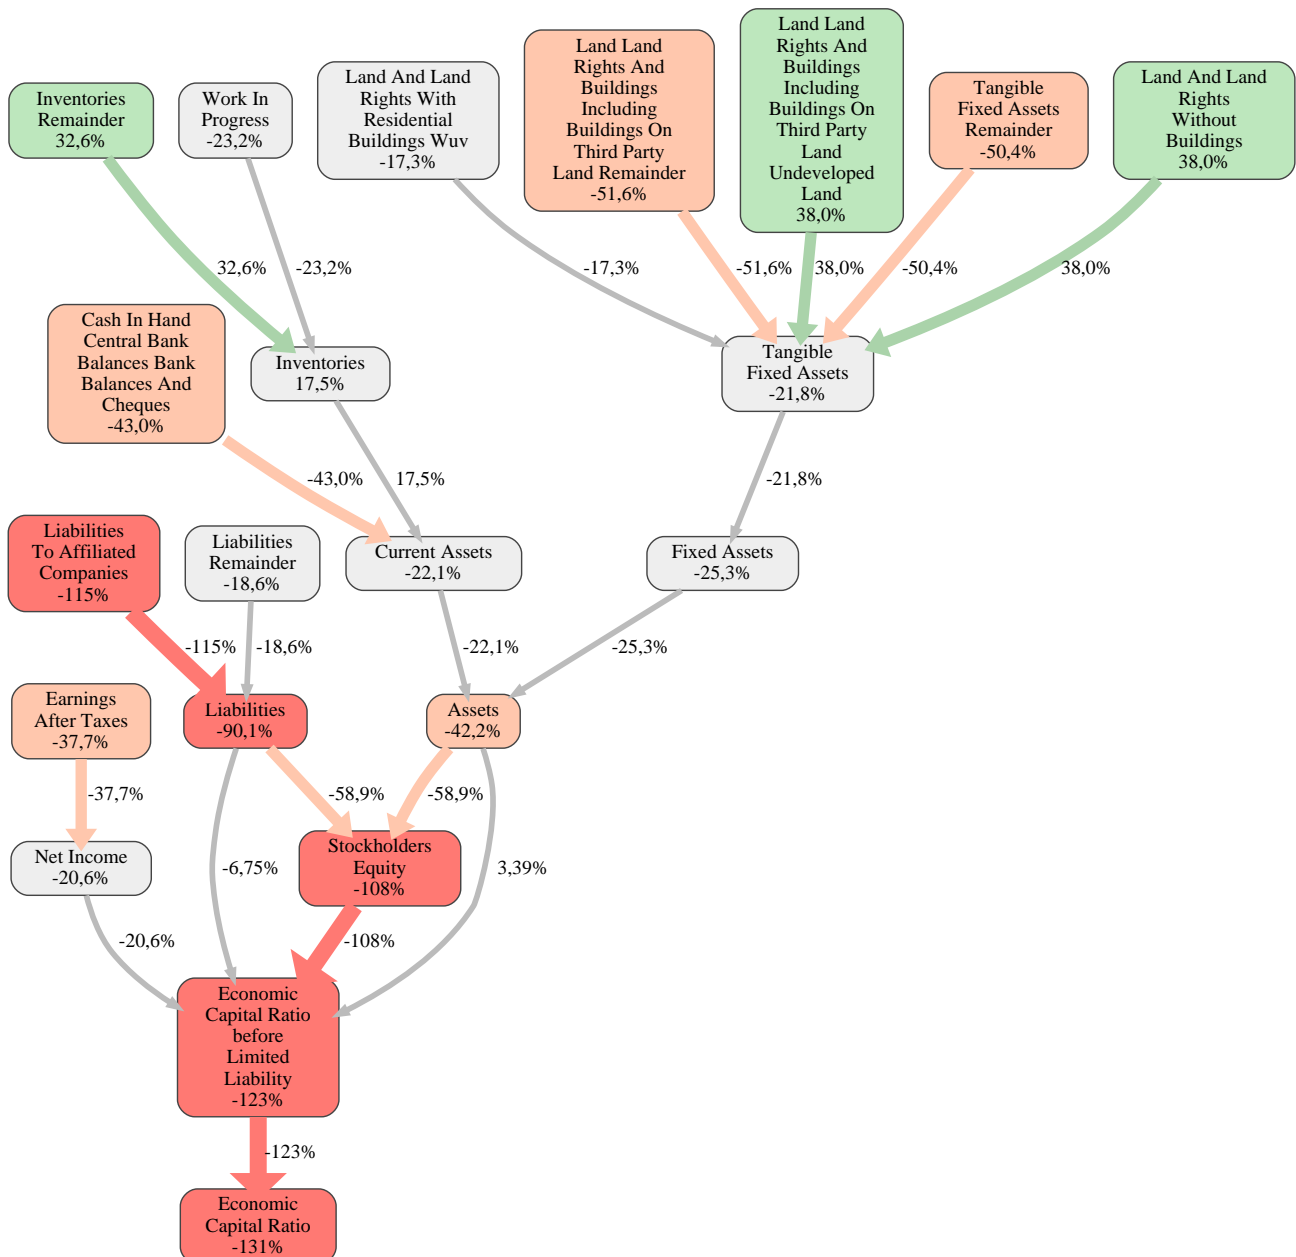 Inventories
Remainder
32,6%
Work In
Progress
-23,2%
Land And Land
Rights With
Residential
Buildings Wuv
-17,3%
Land Land
Rights And
Buildings
Including
Buildings On
Third Party
Land Remainder
-51,6%
Land Land
Rights And
Buildings
Including
Buildings On
Third Party
Land
Undeveloped
Land
38,0%
Tangible
Fixed Assets
Remainder
-50,4%
Land And Land
Rights
Without
Buildings
38,0%
32,6%
-23,2%
-17,3%
-51,6%
38,0%
-50,4%
38,0%
Cash In Hand
Central Bank
Balances Bank
Balances And
Cheques
-43,0%
Inventories
17,5%
Tangible
Fixed Assets
-21,8%
-43,0%
17,5%
-21,8%
Liabilities
To Affiliated
Companies
-115%
Liabilities
Remainder
-18,6%
Current Assets
-22,1%
Fixed Assets
-25,3%
-115%
-18,6%
-22,1%
-25,3%
Earnings
After Taxes
-37,7%
Liabilities
-90,1%
Assets
-42,2%
-37,7%
-58,9%
-58,9%
Net Income
-20,6%
-6,75%
Stockholders
Equity
-108%
3,39%
-20,6%
-108%
Economic
Capital Ratio
before
Limited
Liability
-123%
-123%
Economic
Capital Ratio
-131%